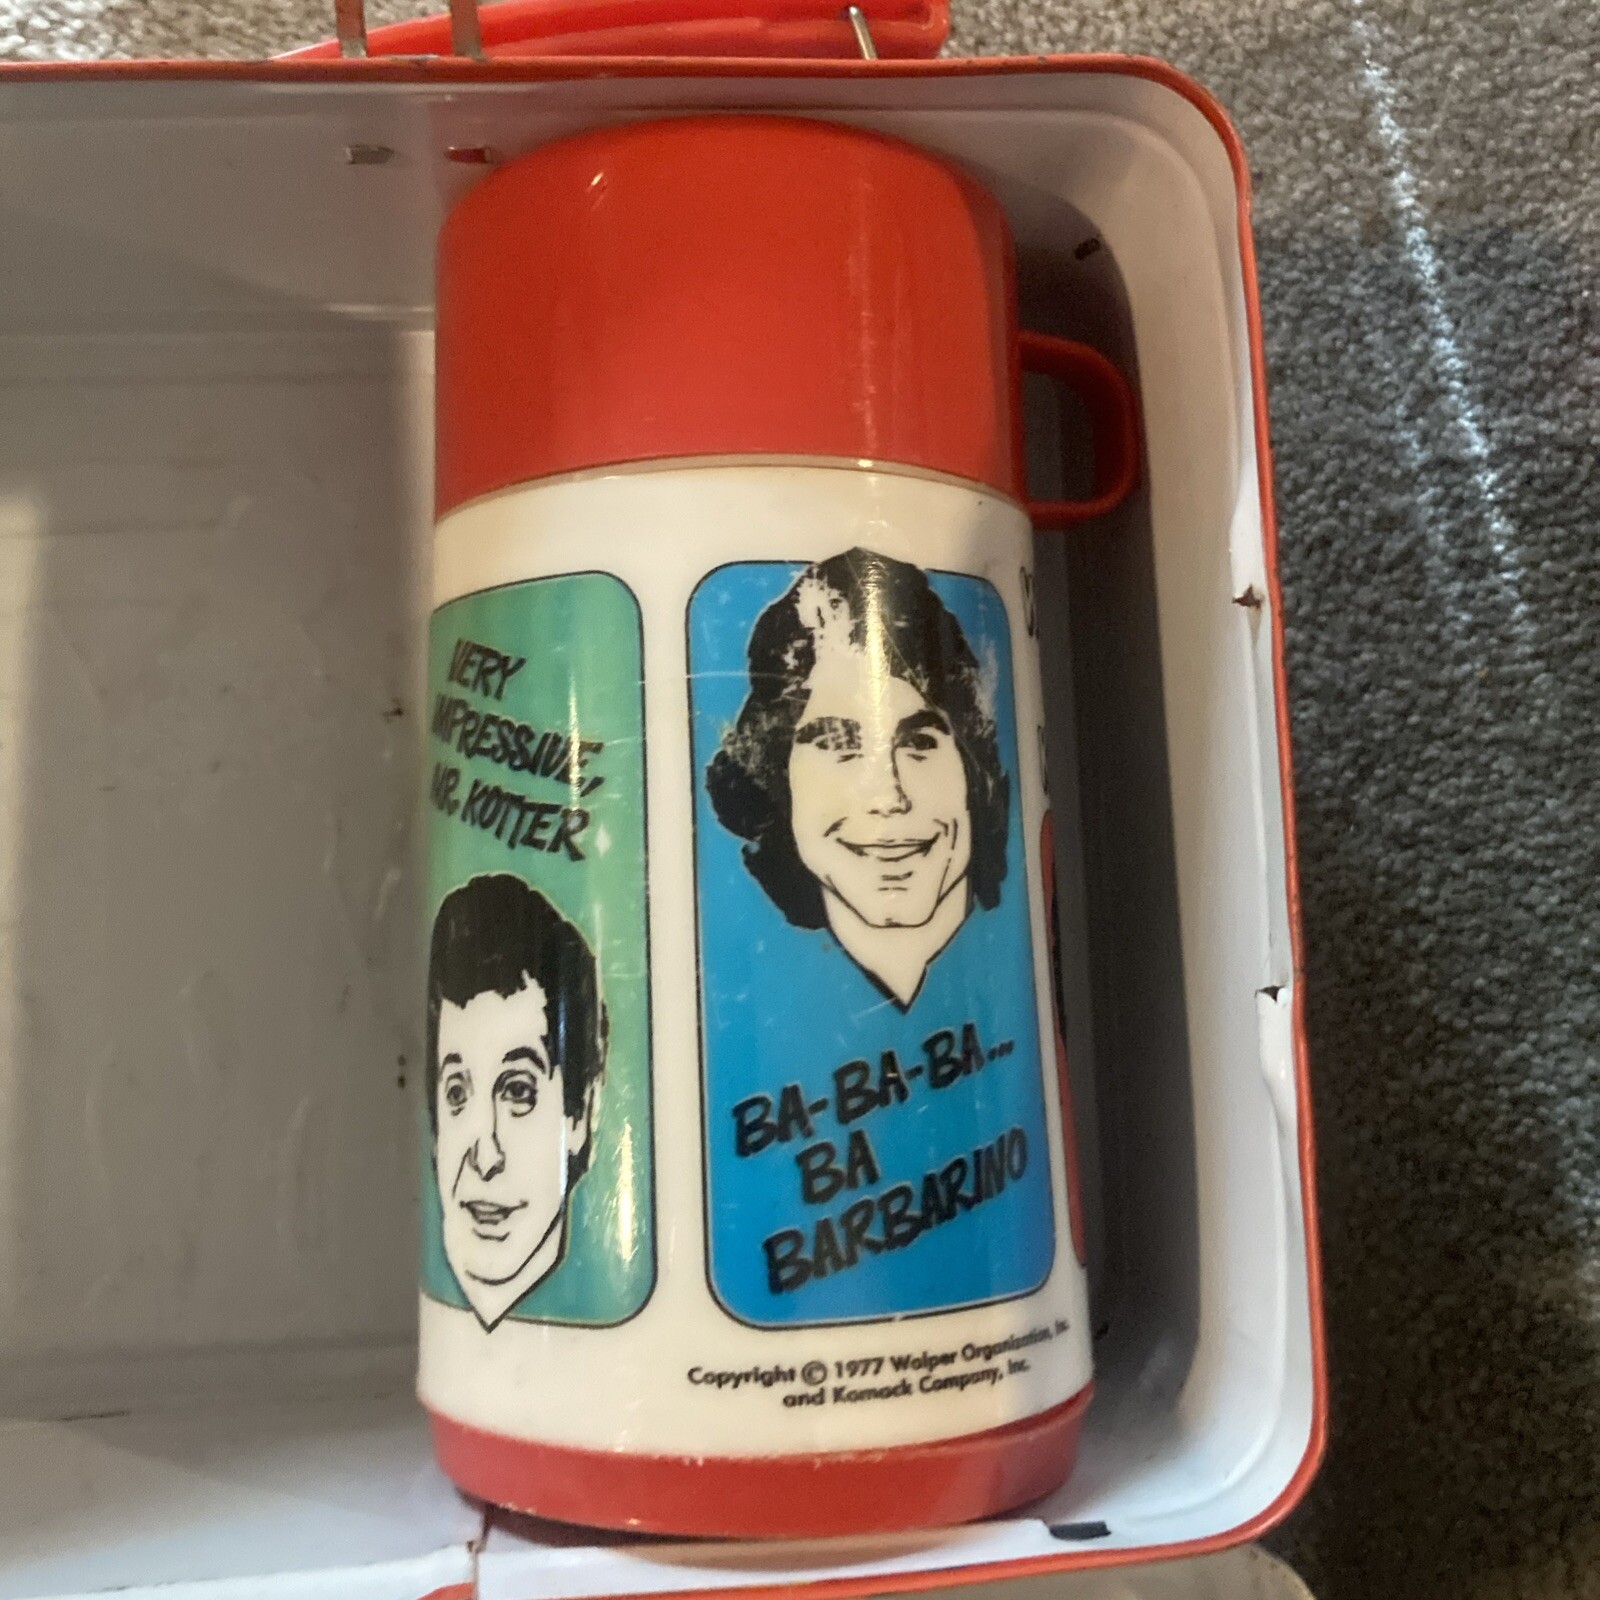 VERY
IMPRESSIVE,
MR. KOTTER
BA-BA-BA...
BA
BARBARINO
Copyright © 1977 Wolper Organization, Inc.
and Komack Company, Inc.